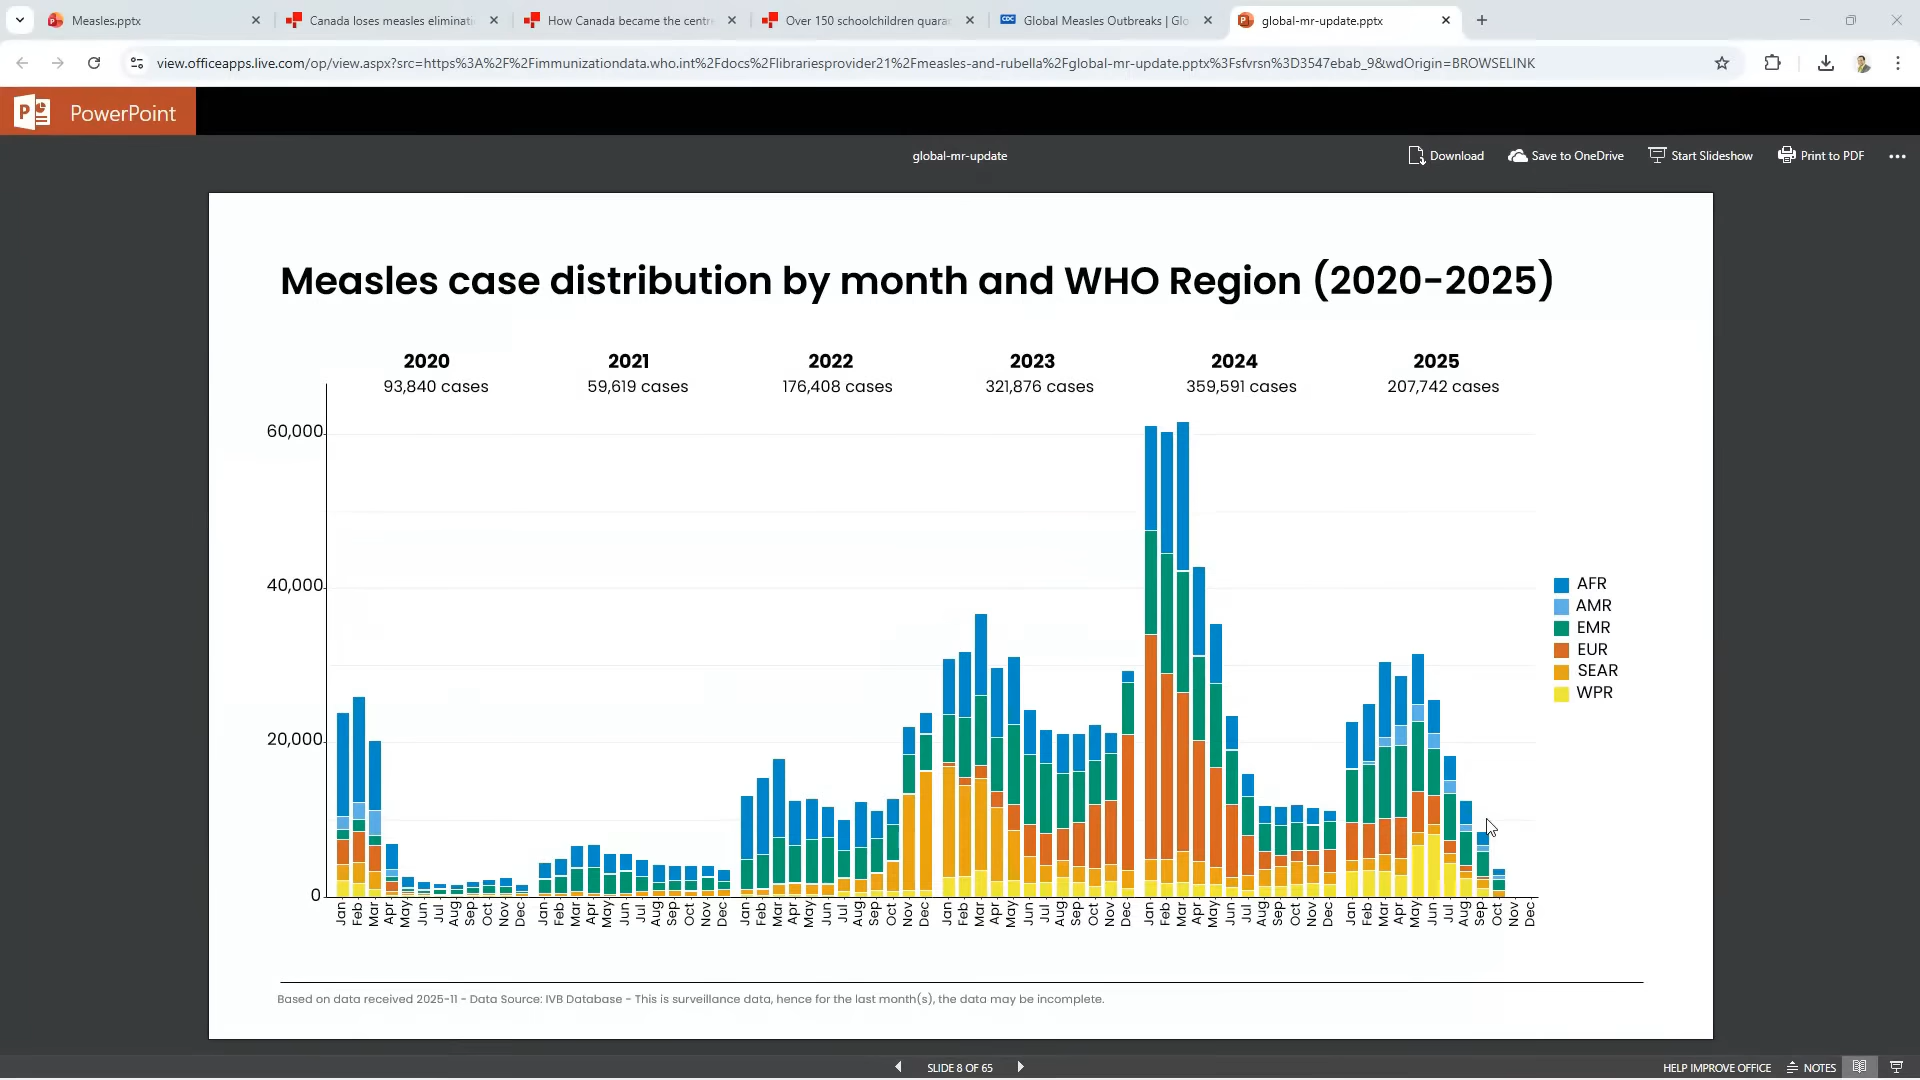 Measles.pptx
Canada loses measles eliminati
How Canada became the centr
Over 150 schoolchildren quara
CDC
Global Measles Outbreaks | Glo
global-mr-update.pptx
view.officeapps.live.com/op/view.aspx?src=https%3A%2F%2Fimmunizationdata.who.int%2Fdocs%2Flibrariesprovider21%2Fmeasles-and-rubella%2Fglobal-mr-update.pptx%3Fsfvrsn%3D3547ebab_9&wdOrigin=BROWSELINK
PowerPoint
global-mr-update
Download
Save to OneDrive
Start Slideshow
Print to PDF
Measles case distribution by month and WHO Region (2020-2025)
2020 2021 2022 2023 2024 2025
93,840 cases 59,619 cases 176,408 cases 321,876 cases 359,591 cases 207,742 cases
60,000
40,000
20,000
0
AFR
AMR
EMR
EUR
SEAR
WPR
Jan Feb Mar Apr May Jun Jul Aug Sep Oct Nov Dec Jan Feb Mar Apr May Jun Jul Aug Sep Oct Nov Dec Jan Feb Mar Apr May Jun Jul Aug Sep Oct Nov Dec Jan Feb Mar Apr May Jun Jul Aug Sep Oct Nov Dec Jan Feb Mar Apr May Jun Jul Aug Sep Oct Nov Dec Jan Feb Mar Apr May Jun Jul Aug Sep Oct Nov Dec
Based on data received 2025-11 - Data Source: IVB Database - This is surveillance data, hence for the last month(s), the data may be incomplete.
SLIDE 8 OF 65
HELP IMPROVE OFFICE
NOTES